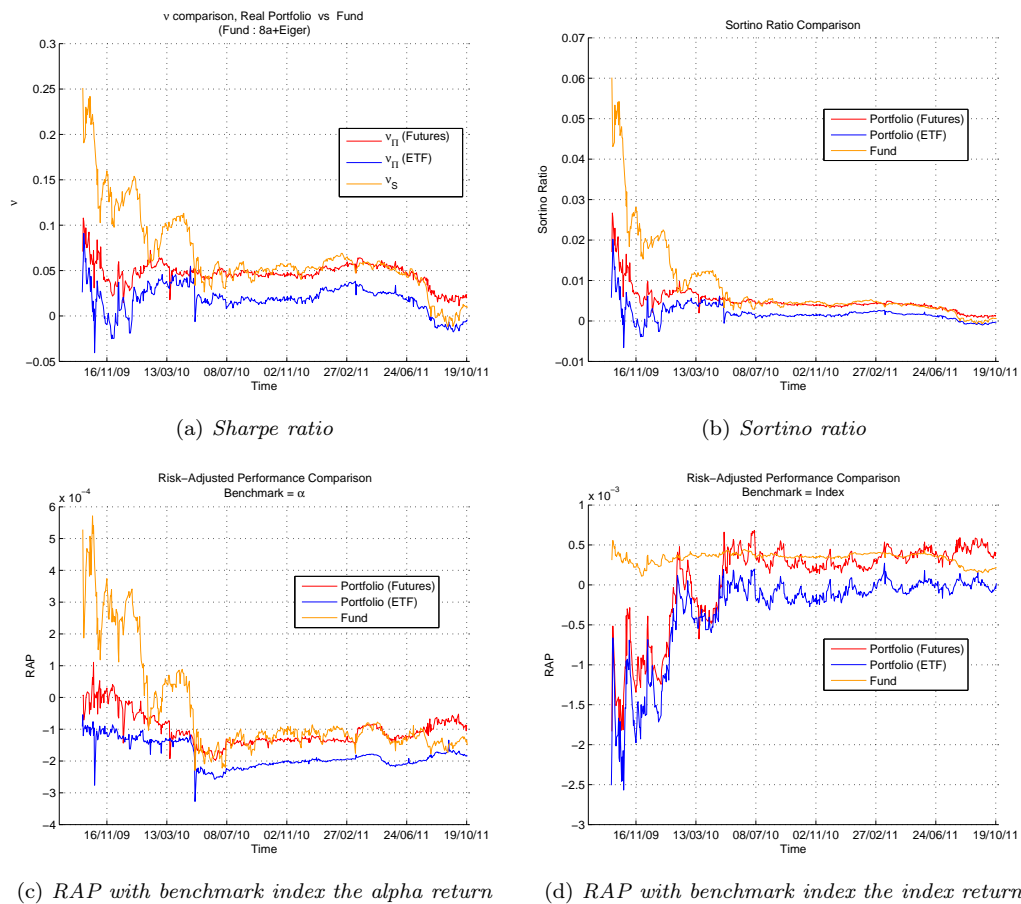 ν comparison, Real Portfolio vs Fund
(Fund : 8a+Eiger)
0.3
0.25
0.2
0.15
0.1
0.05
0
−0.05
ν
ν_Π (Futures)
ν_Π (ETF)
ν_S
16/11/09 13/03/10 08/07/10 02/11/10 27/02/11 24/06/11 19/10/11
Time
(a) Sharpe ratio
Sortino Ratio Comparison
0.07
0.06
0.05
0.04
0.03
0.02
0.01
0
−0.01
Sortino Ratio
Portfolio (Futures)
Portfolio (ETF)
Fund
16/11/09 13/03/10 08/07/10 02/11/10 27/02/11 24/06/11 19/10/11
Time
(b) Sortino ratio
Risk−Adjusted Performance Comparison
Benchmark = α
x 10⁻⁴
6
5
4
3
2
1
0
−1
−2
−3
−4
RAP
Portfolio (Futures)
Portfolio (ETF)
Fund
16/11/09 13/03/10 08/07/10 02/11/10 27/02/11 24/06/11 19/10/11
Time
(c) RAP with benchmark index the alpha return
Risk−Adjusted Performance Comparison
Benchmark = Index
x 10⁻³
1
0.5
0
−0.5
−1
−1.5
−2
−2.5
−3
RAP
Portfolio (Futures)
Portfolio (ETF)
Fund
16/11/09 13/03/10 08/07/10 02/11/10 27/02/11 24/06/11 19/10/11
Time
(d) RAP with benchmark index the index return